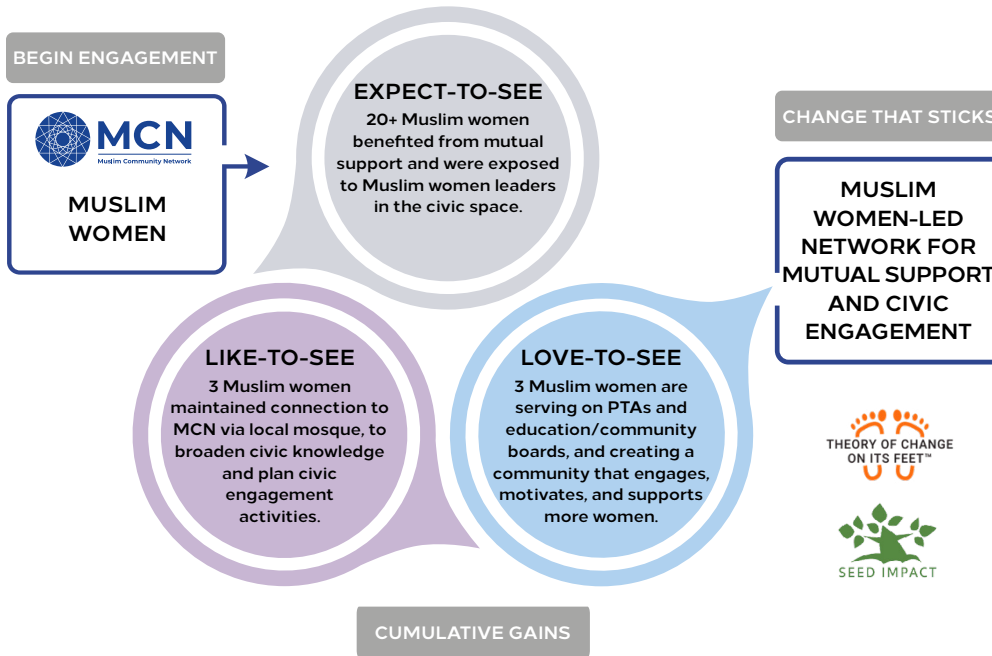 BEGIN ENGAGEMENT
MCN
Muslim Community Network
MUSLIM
WOMEN
EXPECT-TO-SEE
20+ Muslim women
benefited from mutual
support and were exposed
to Muslim women leaders
in the civic space.
LIKE-TO-SEE
3 Muslim women
maintained connection to
MCN via local mosque, to
broaden civic knowledge
and plan civic
engagement
activities.
LOVE-TO-SEE
3 Muslim women are
serving on PTAs and
education/community
boards, and creating a
community that engages,
motivates, and supports
more women.
CHANGE THAT STICKS
MUSLIM
WOMEN-LED
NETWORK FOR
MUTUAL SUPPORT
AND CIVIC
ENGAGEMENT
THEORY OF CHANGE
ON ITS FEET™
SEED IMPACT
CUMULATIVE GAINS